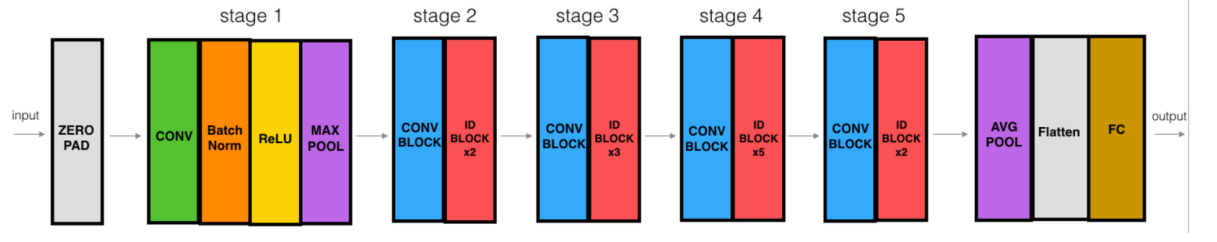 stage 1
stage 2
stage 3
stage 4
stage 5
input
ZERO
PAD
CONV
Batch
Norm
ReLU
MAX
POOL
CONV
BLOCK
ID
BLOCK
x2
CONV
BLOCK
ID
BLOCK
x3
CONV
BLOCK
ID
BLOCK
x5
CONV
BLOCK
ID
BLOCK
x2
AVG
POOL
Flatten
FC
output